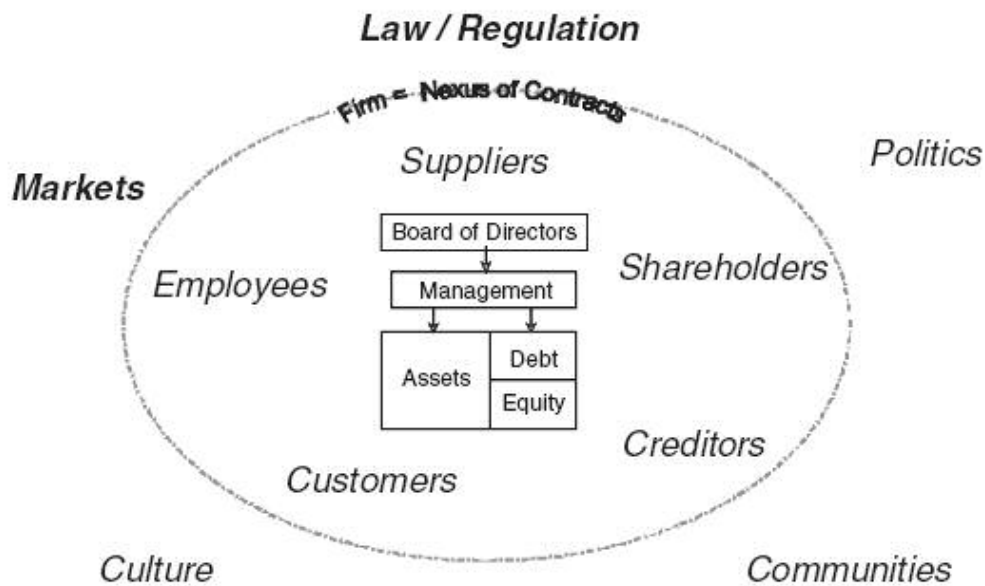 Law / Regulation
Firm = Nexus of Contracts
Politics
Suppliers
Markets
Board of Directors
Shareholders
Employees
Management
Debt
Assets
Equity
Creditors
Customers
Culture
Communities